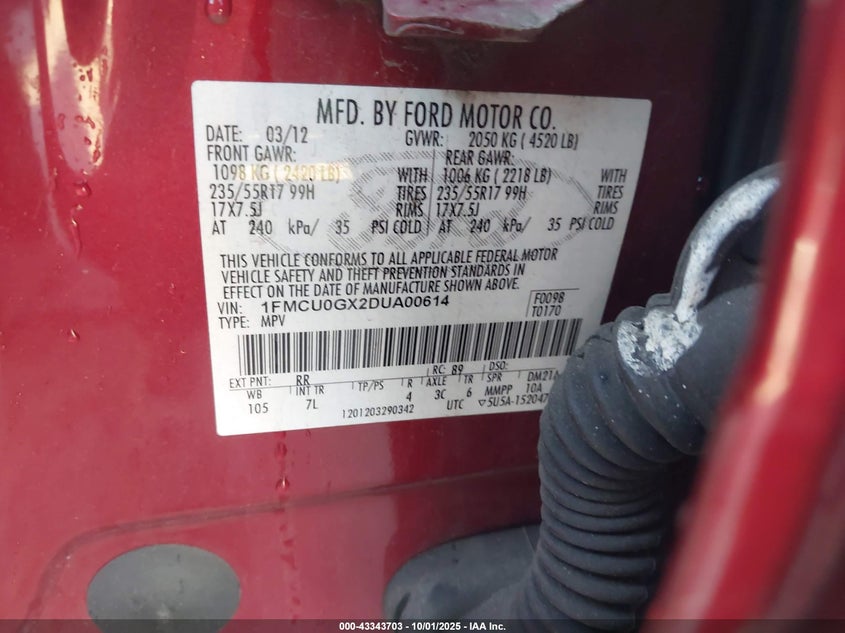 MFD. BY FORD MOTOR CO.
DATE: 03/12 GVWR: 2050 KG ( 4520 LB)
FRONT GAWR: REAR GAWR:
1098 KG ( 2420 LB) WITH 1006 KG ( 2218 LB) WITH
235/55R17 99H TIRES 235/55R17 99H TIRES
17X7.5J RIMS 17X7.5J RIMS
AT 240 kPa/ 35 PSI COLD AT 240 kPa/ 35 PSI COLD
THIS VEHICLE CONFORMS TO ALL APPLICABLE FEDERAL MOTOR
VEHICLE SAFETY AND THEFT PREVENTION STANDARDS IN
EFFECT ON THE DATE OF MANUFACTURE SHOWN ABOVE.
VIN: 1FMCU0GX2DUA00614 F0098
TYPE: MPV T0170
EXT PNT: RR RC: 89 DSO:
WB INT TR TP/PS R AXLE TR SPR
105 7L 4 3C 6 MMPP 10A
1201203290342 UTC ▽5U5A-152047
000-43343703 - 10/01/2025 - IAA Inc.